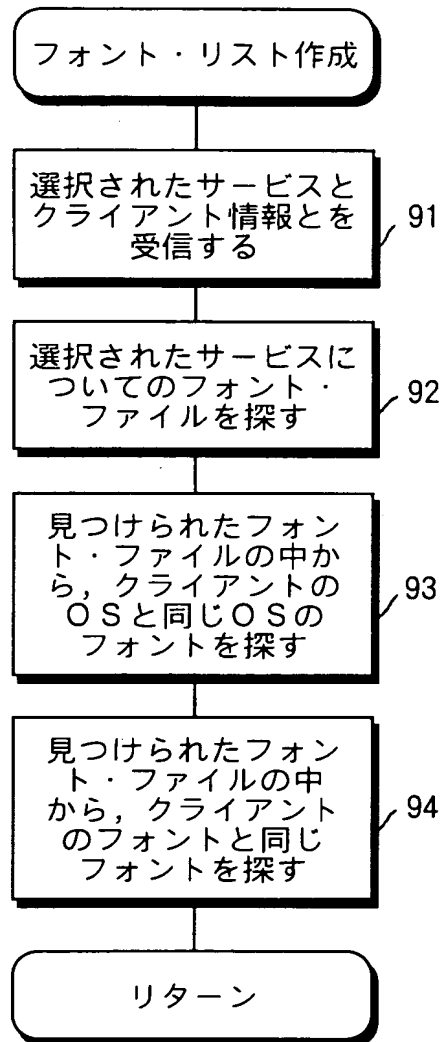 フォント・リスト作成
選択されたサービスと
クライアント情報とを
受信する
91
選択されたサービスに
ついてのフォント・
ファイルを探す
92
見つけられたフォン
ト・ファイルの中か
ら，クライアントの
ＯＳと同じＯＳの
フォントを探す
93
見つけられたフォン
ト・ファイルの中
から，クライアント
のフォントと同じ
フォントを探す
94
リターン